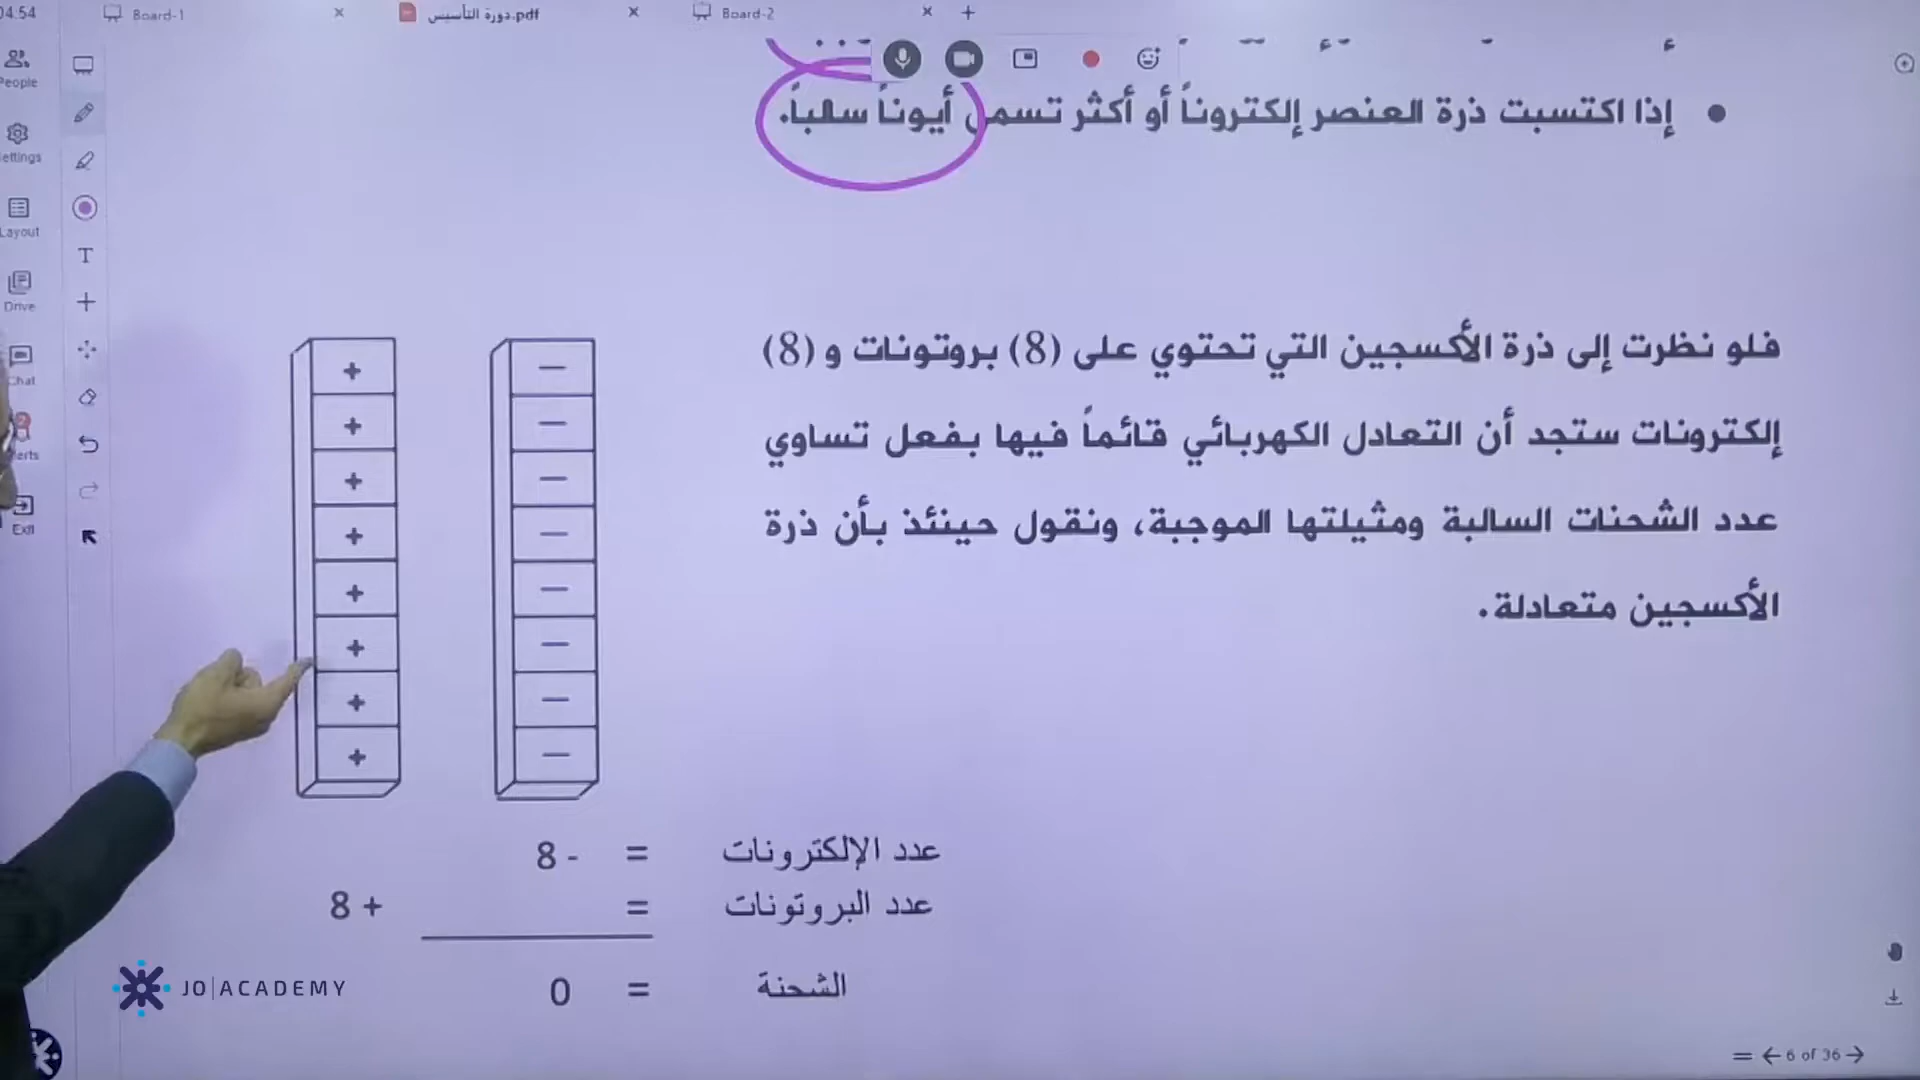 04.54
Board-1
دورة التأسيس.pdf
Board-2
People
Settings
Layout
Drive
Chat
Alerts
Exit
T
• إذا اكتسبت ذرة العنصر إلكتروناً أو أكثر تسمى أيوناً سالباً.
فلو نظرت إلى ذرة الأكسجين التي تحتوي على (8) بروتونات و (8)
إلكترونات ستجد أن التعادل الكهربائي قائماً فيها بفعل تساوي
عدد الشحنات السالبة ومثيلتها الموجبة، ونقول حينئذ بأن ذرة
الأكسجين متعادلة.
+ −
+ −
+ −
+ −
+ −
+ −
+ −
+ −
عدد الإلكترونات = 8 -
عدد البروتونات = 8 +
الشحنة = 0
JO|ACADEMY
6 of 36